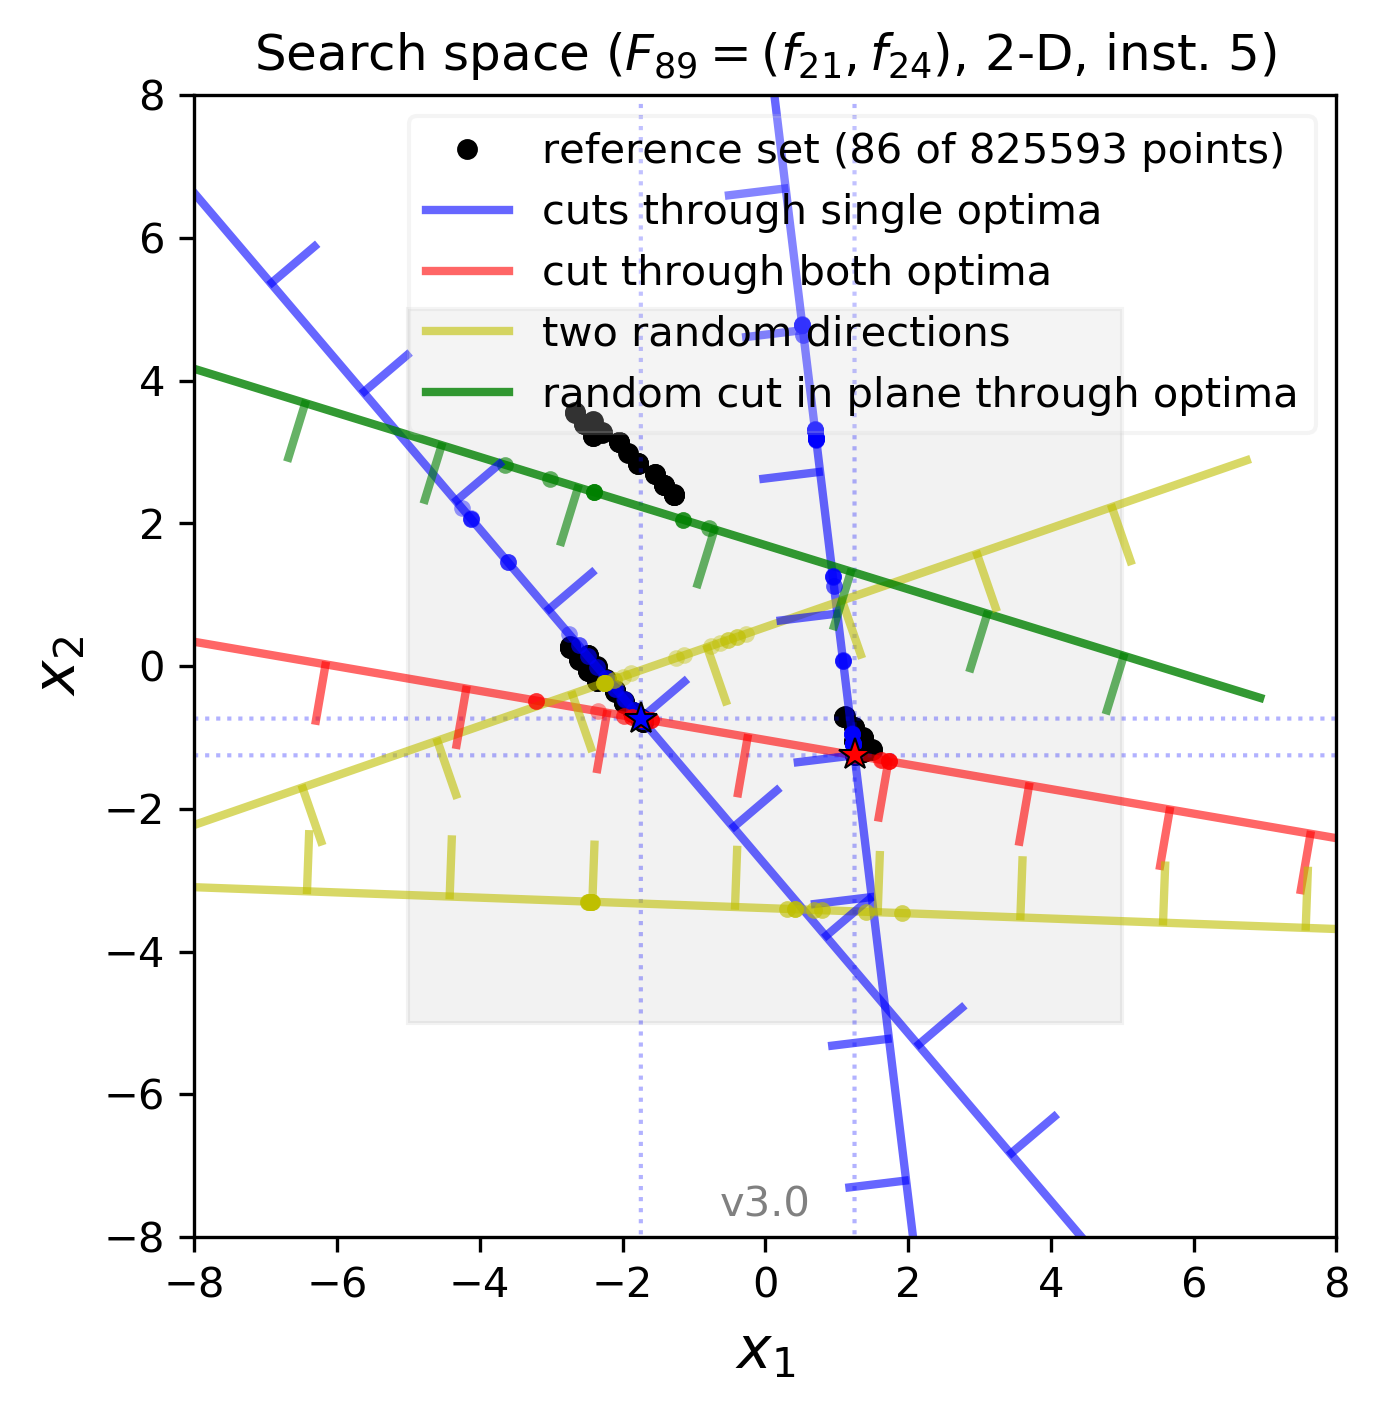 Search space (F₈₉ = (f₂₁, f₂₄), 2-D, inst. 5)
reference set (86 of 825593 points)
cuts through single optima
cut through both optima
two random directions
random cut in plane through optima
8
6
4
2
0
−2
−4
−6
−8
x₂
v3.0
−8 −6 −4 −2 0 2 4 6 8
x₁